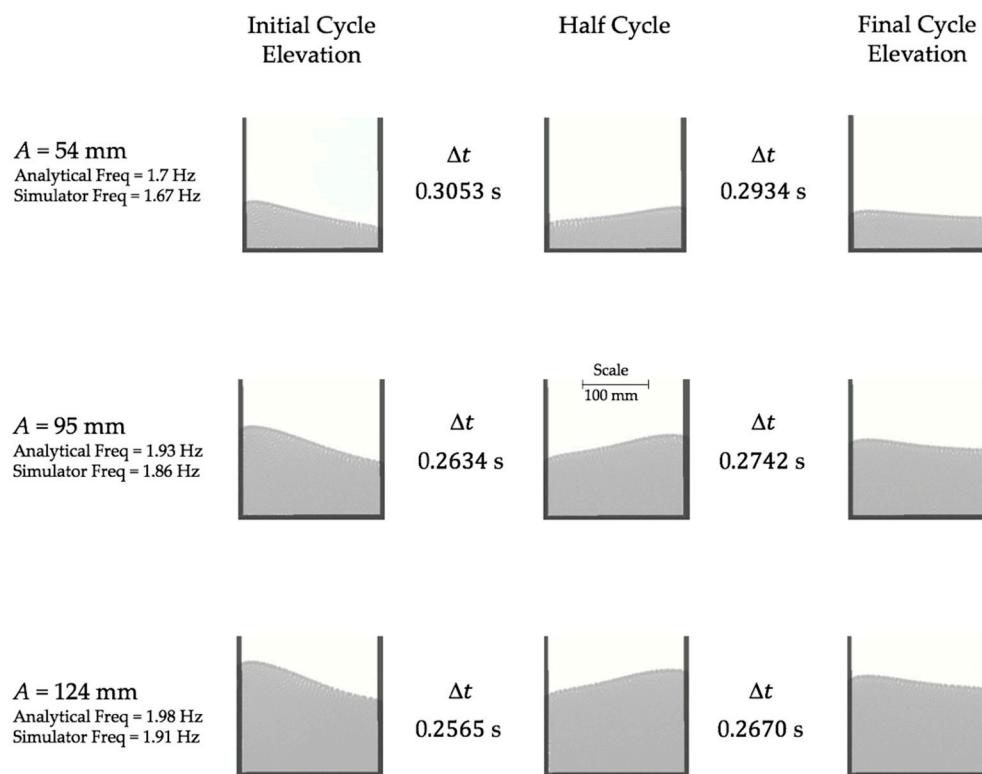 Initial Cycle
Elevation
Half Cycle
Final Cycle
Elevation
A = 54 mm
Analytical Freq = 1.7 Hz
Simulator Freq = 1.67 Hz
Δt
0.3053 s
Δt
0.2934 s
A = 95 mm
Analytical Freq = 1.93 Hz
Simulator Freq = 1.86 Hz
Δt
0.2634 s
Scale
100 mm
Δt
0.2742 s
A = 124 mm
Analytical Freq = 1.98 Hz
Simulator Freq = 1.91 Hz
Δt
0.2565 s
Δt
0.2670 s